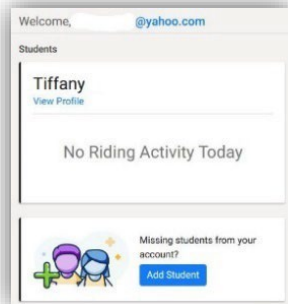 Welcome, @yahoo.com
Students
Tiffany
View Profile
No Riding Activity Today
Missing students from your
account?
Add Student